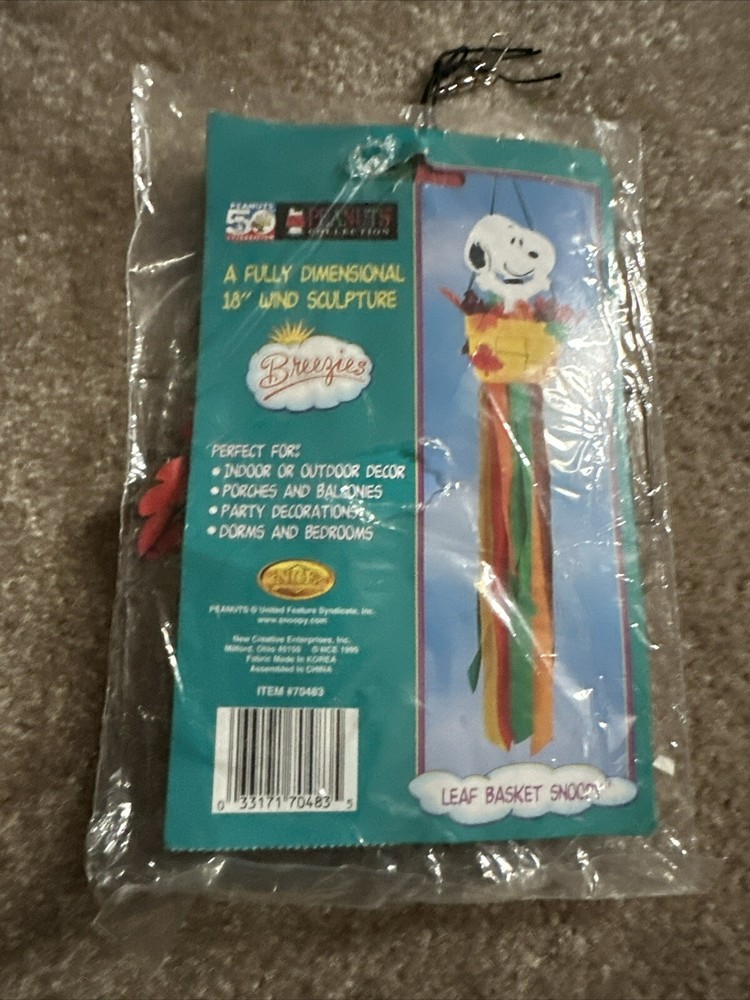 PEANUTS
50
CELEBRATION
PEANUTS
COLLECTION
A FULLY DIMENSIONAL
18" WIND SCULPTURE
Breezies
PERFECT FOR:
• INDOOR OR OUTDOOR DECOR
• PORCHES AND BALCONIES
• PARTY DECORATIONS
• DORMS AND BEDROOMS
NCE
PEANUTS © United Feature Syndicate, Inc.
www.snoopy.com
New Creative Enterprises, Inc.
Milford, Ohio 45150 © NCE 1999
Fabric Made in KOREA
Assembled in CHINA
ITEM #70483
0 33171 70483 5
LEAF BASKET SNOOPY